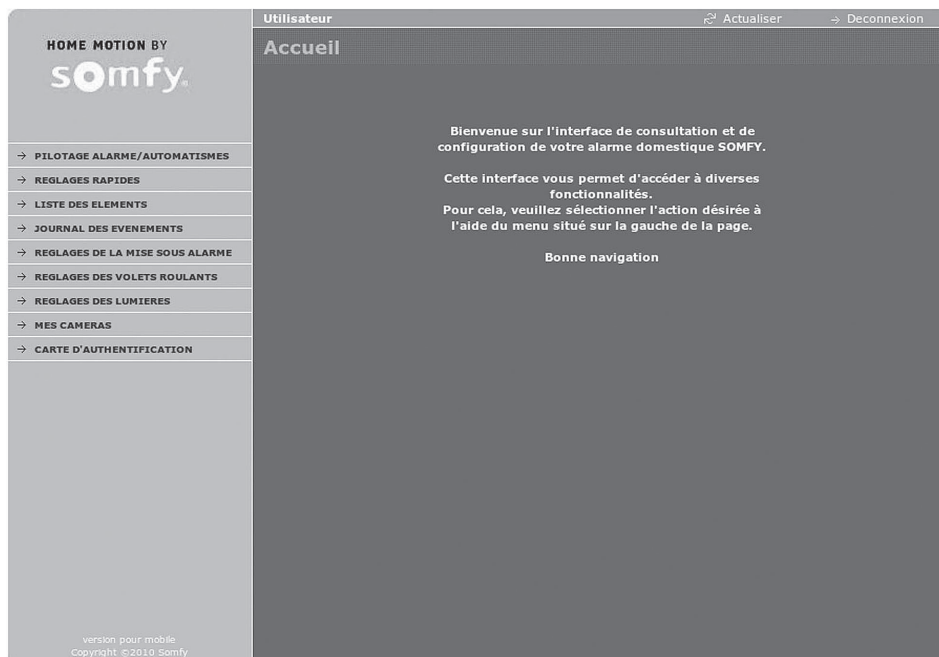 HOME MOTION BY
somfy®
PILOTAGE ALARME/AUTOMATISMES
REGLAGES RAPIDES
LISTE DES ELEMENTS
JOURNAL DES EVENEMENTS
REGLAGES DE LA MISE SOUS ALARME
REGLAGES DES VOLETS ROULANTS
REGLAGES DES LUMIERES
MES CAMERAS
CARTE D'AUTHENTIFICATION
version pour mobile
Copyright ©2010 Somfy
Utilisateur
Actualiser
Deconnexion
Accueil
Bienvenue sur l'interface de consultation et de
configuration de votre alarme domestique SOMFY.
Cette interface vous permet d'accéder à diverses
fonctionnalités.
Pour cela, veuillez sélectionner l'action désirée à
l'aide du menu situé sur la gauche de la page.
Bonne navigation